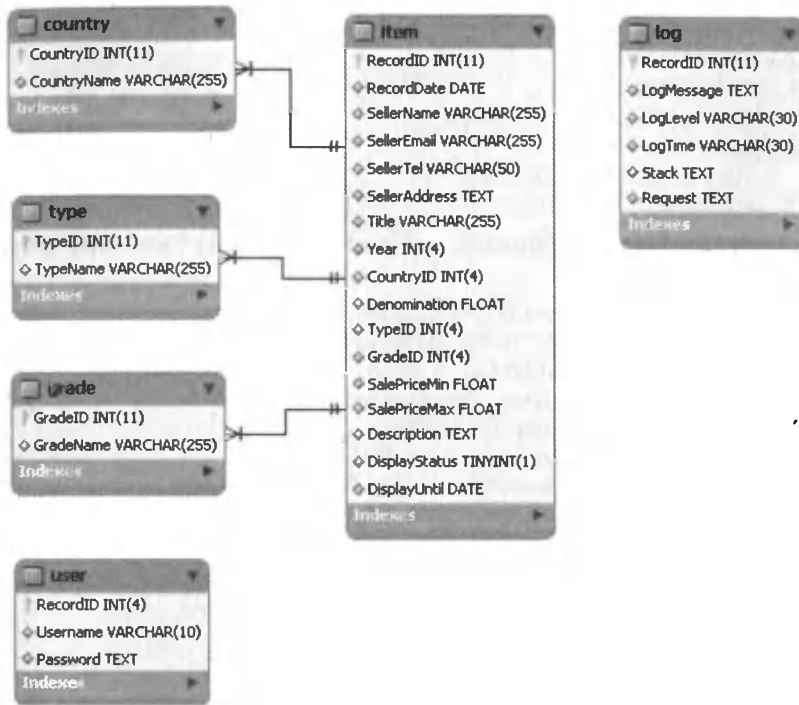 country
CountryID INT(11)
CountryName VARCHAR(255)
Indexes
type
TypeID INT(11)
TypeName VARCHAR(255)
Indexes
grade
GradeID INT(11)
GradeName VARCHAR(255)
Indexes
user
RecordID INT(4)
Username VARCHAR(10)
Password TEXT
Indexes
item
RecordID INT(11)
RecordDate DATE
SellerName VARCHAR(255)
SellerEmail VARCHAR(255)
SellerTel VARCHAR(50)
SellerAddress TEXT
Title VARCHAR(255)
Year INT(4)
CountryID INT(4)
Denomination FLOAT
TypeID INT(4)
GradeID INT(4)
SalePriceMin FLOAT
SalePriceMax FLOAT
Description TEXT
DisplayStatus TINYINT(1)
DisplayUntil DATE
Indexes
log
RecordID INT(11)
LogMessage TEXT
LogLevel VARCHAR(30)
LogTime VARCHAR(30)
Stack TEXT
Request TEXT
Indexes